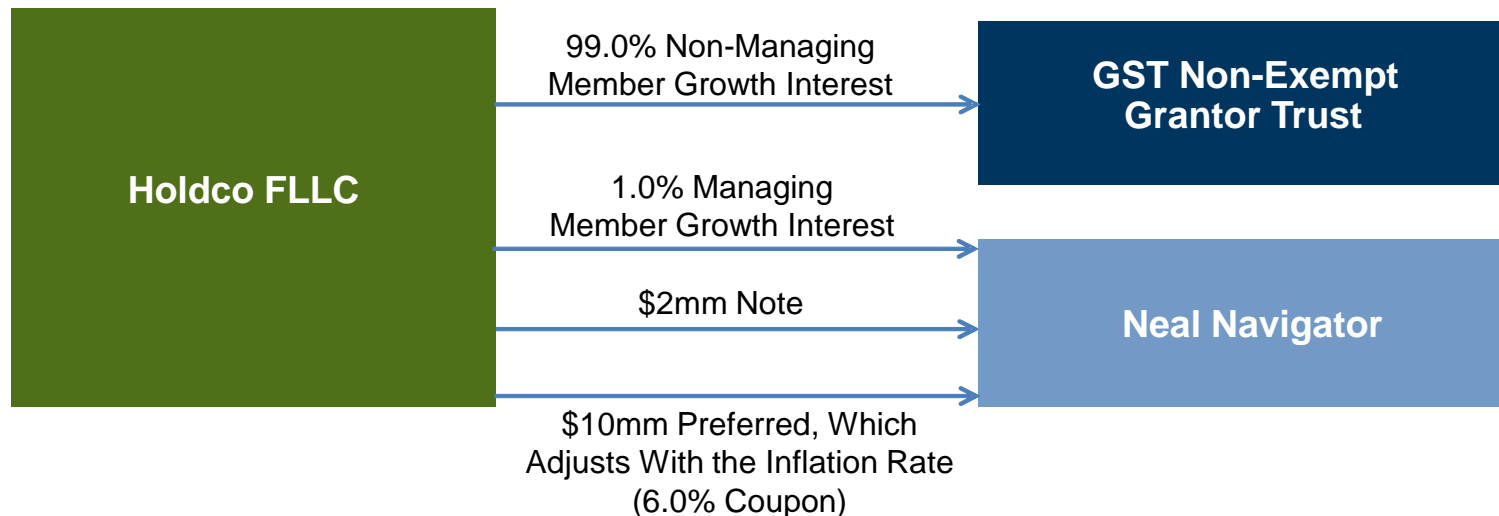 Holdco FLLC
99.0% Non-Managing
Member Growth Interest
GST Non-Exempt
Grantor Trust
1.0% Managing
Member Growth Interest
$2mm Note
Neal Navigator
$10mm Preferred, Which
Adjusts With the Inflation Rate
(6.0% Coupon)